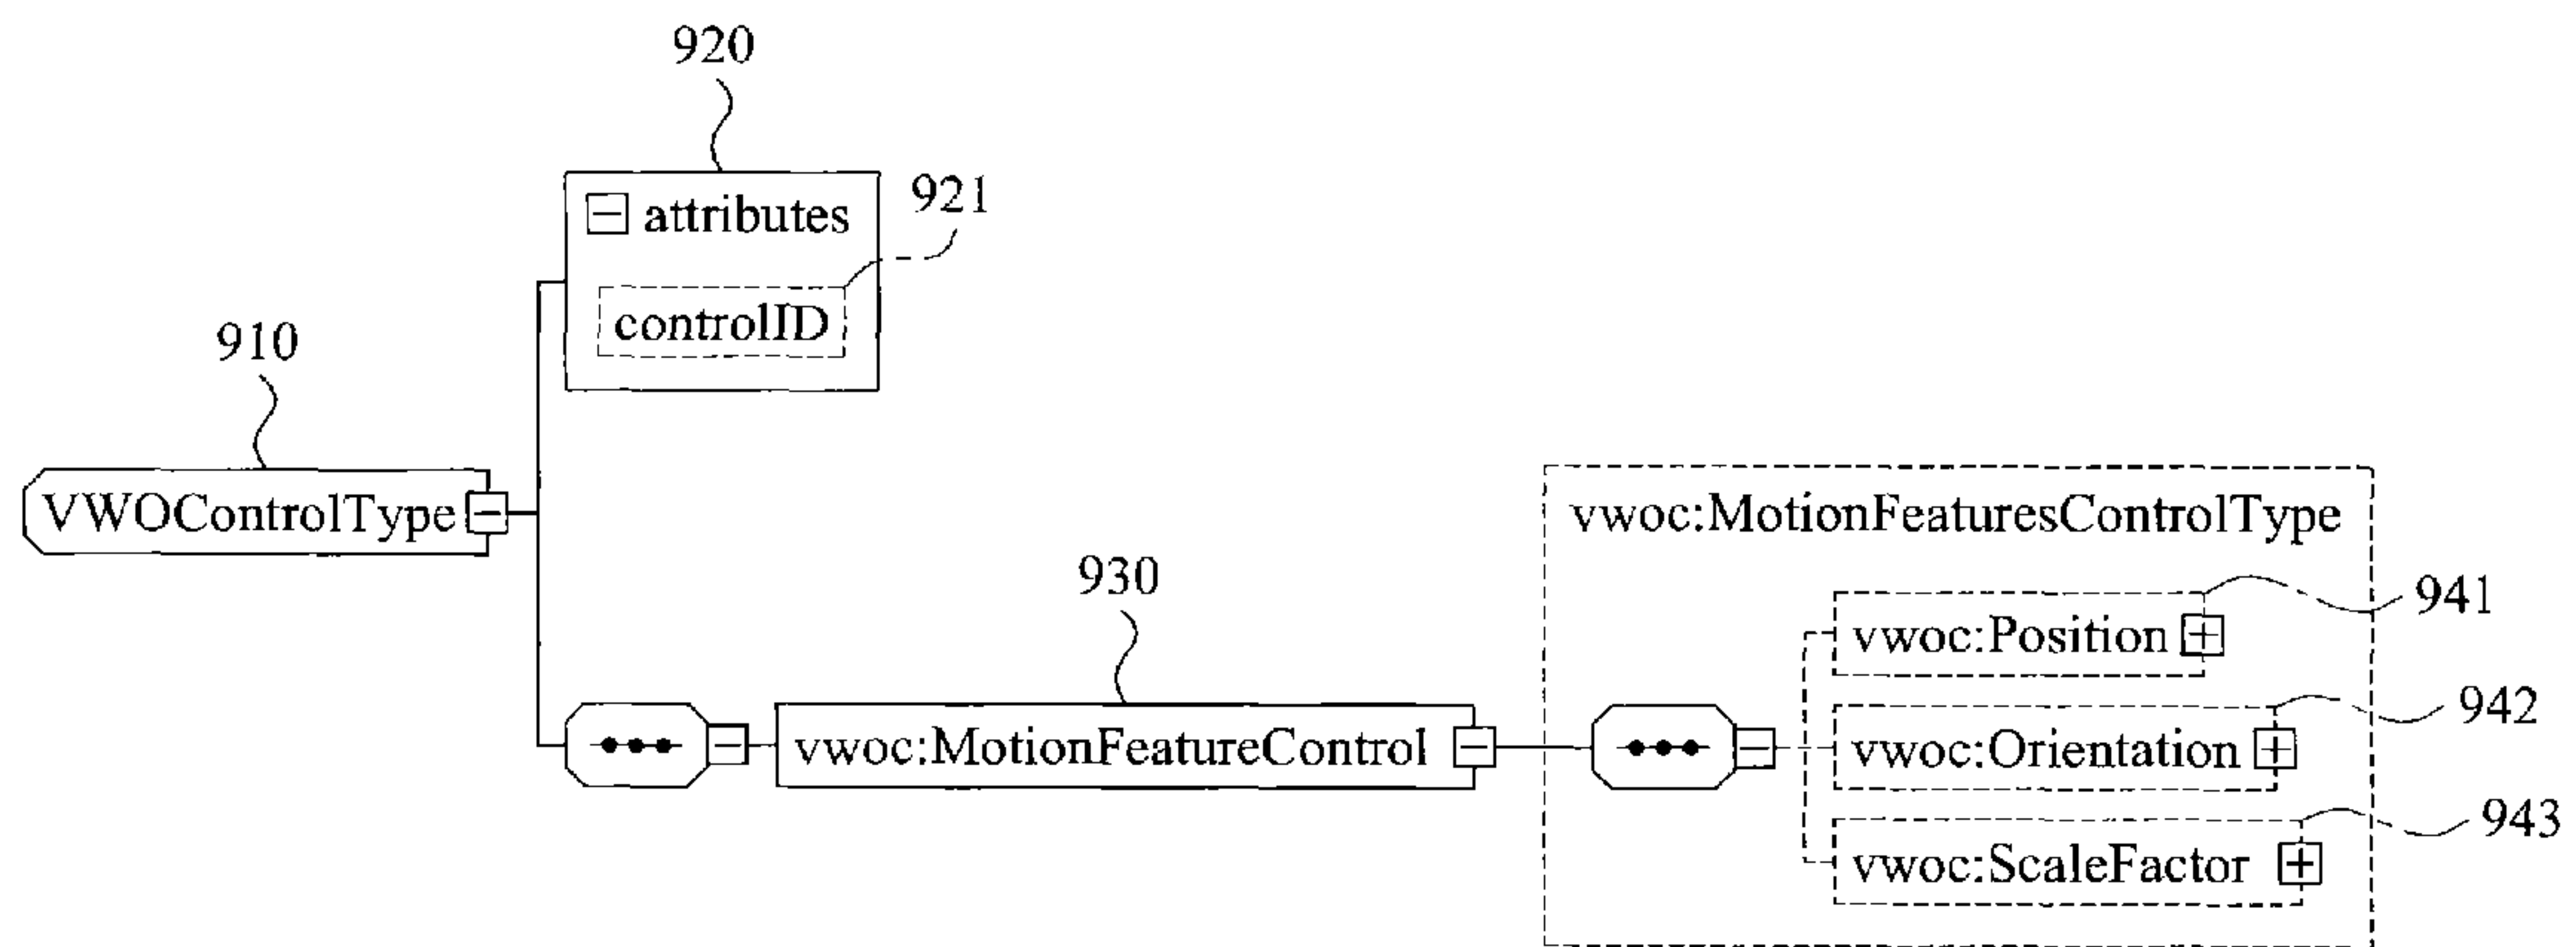 920
attributes
921
controlID
910
VWOControlType
vwoc:MotionFeaturesControlType
930
vwoc:MotionFeatureControl
vwoc:Position
941
vwoc:Orientation
942
vwoc:ScaleFactor
943